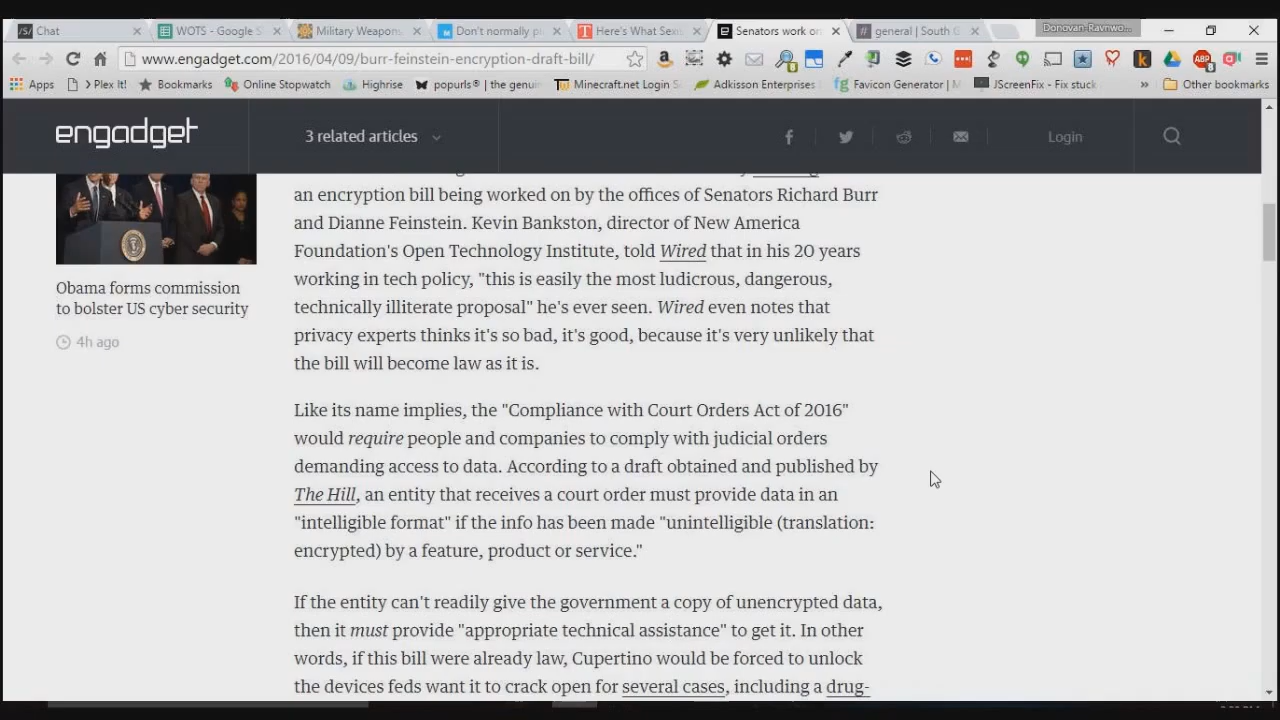 Chat
WOTS - Google S
Military Weapons
Don't normally p
Here's What Sex
Senators work on
general | South
Donovan-Ravnwo...
www.engadget.com/2016/04/09/burr-feinstein-encryption-draft-bill/
Apps
> Plex It!
Bookmarks
Online Stopwatch
Highrise
popurls® | the genui
Minecraft.net Login S
Adkisson Enterprises
Favicon Generator | M
JScreenFix - Fix stuck
»
Other bookmarks
engadget
3 related articles
Login
an encryption bill being worked on by the offices of Senators Richard Burr
and Dianne Feinstein. Kevin Bankston, director of New America
Foundation's Open Technology Institute, told Wired that in his 20 years
working in tech policy, "this is easily the most ludicrous, dangerous,
technically illiterate proposal" he's ever seen. Wired even notes that
privacy experts thinks it's so bad, it's good, because it's very unlikely that
the bill will become law as it is.
Obama forms commission
to bolster US cyber security
4h ago
Like its name implies, the "Compliance with Court Orders Act of 2016"
would require people and companies to comply with judicial orders
demanding access to data. According to a draft obtained and published by
The Hill, an entity that receives a court order must provide data in an
"intelligible format" if the info has been made "unintelligible (translation:
encrypted) by a feature, product or service."
If the entity can't readily give the government a copy of unencrypted data,
then it must provide "appropriate technical assistance" to get it. In other
words, if this bill were already law, Cupertino would be forced to unlock
the devices feds want it to crack open for several cases, including a drug-